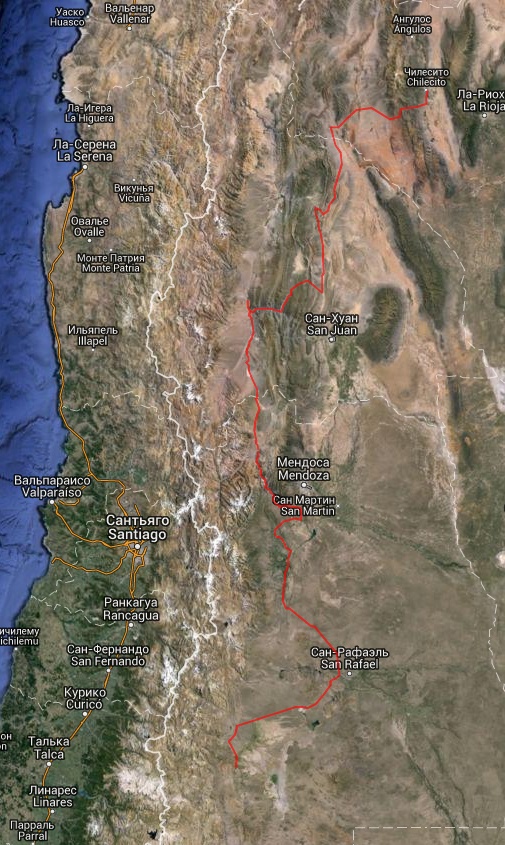 Уаско
Huasco
Вальенар
Vallenar
Ангулос
Angulos
Чилесито
Chilecito
Ла-Риох
La Rioja
Ла-Игера
La Higuera
Ла-Серена
La Serena
Викунья
Vicuña
Овалье
Ovalle
Монте Патрия
Monte Patria
Ильяпель
Illapel
Сан-Хуан
San Juan
Вальпараисо
Valparaíso
Мендоса
Mendoza
Сан Мартин
San Martín
Сантьяго
Santiago
Ранкагуа
Rancagua
ичилему
ichilemu
Сан-Фернандо
San Fernando
Сан-Рафаэль
San Rafael
Курико
Curicó
он
on
Талька
Talca
Линарес
Linares
Парраль
Parral